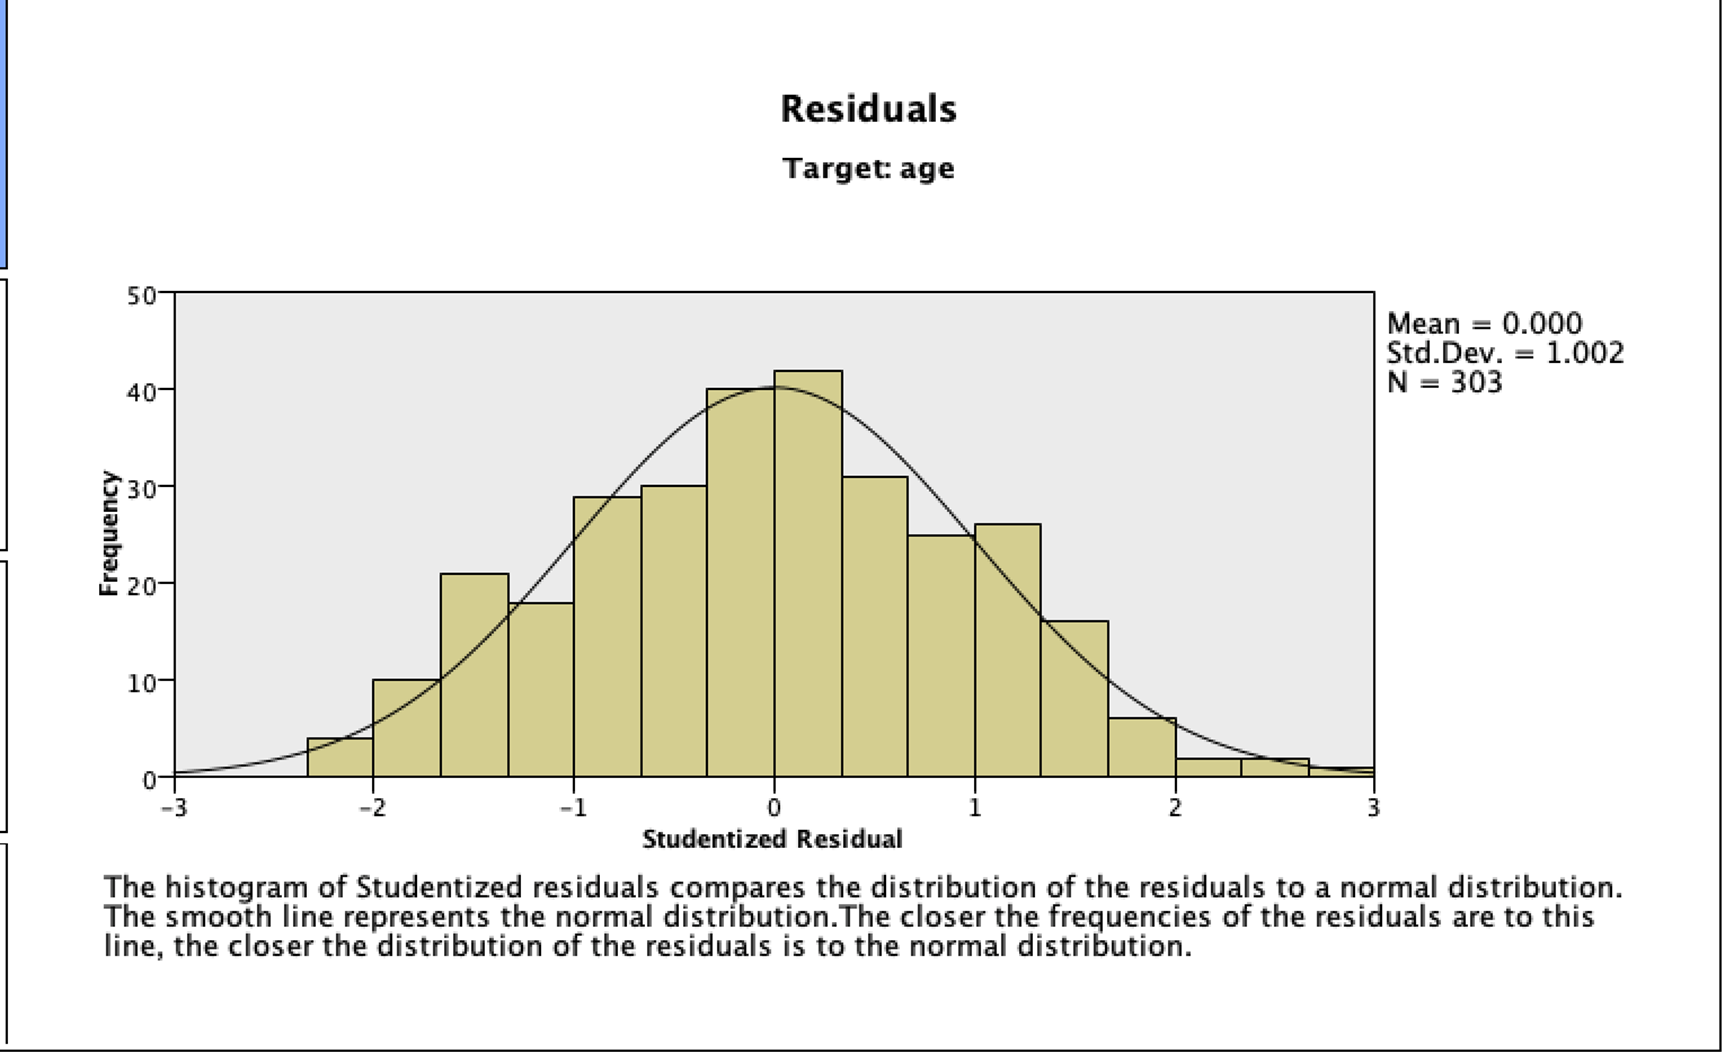 Residuals
Target: age
50
40
30
20
10
0
Frequency
-3
-2
-1
0
1
2
3
Studentized Residual
Mean = 0.000
Std.Dev. = 1.002
N = 303
The histogram of Studentized residuals compares the distribution of the residuals to a normal distribution.
The smooth line represents the normal distribution.The closer the frequencies of the residuals are to this
line, the closer the distribution of the residuals is to the normal distribution.